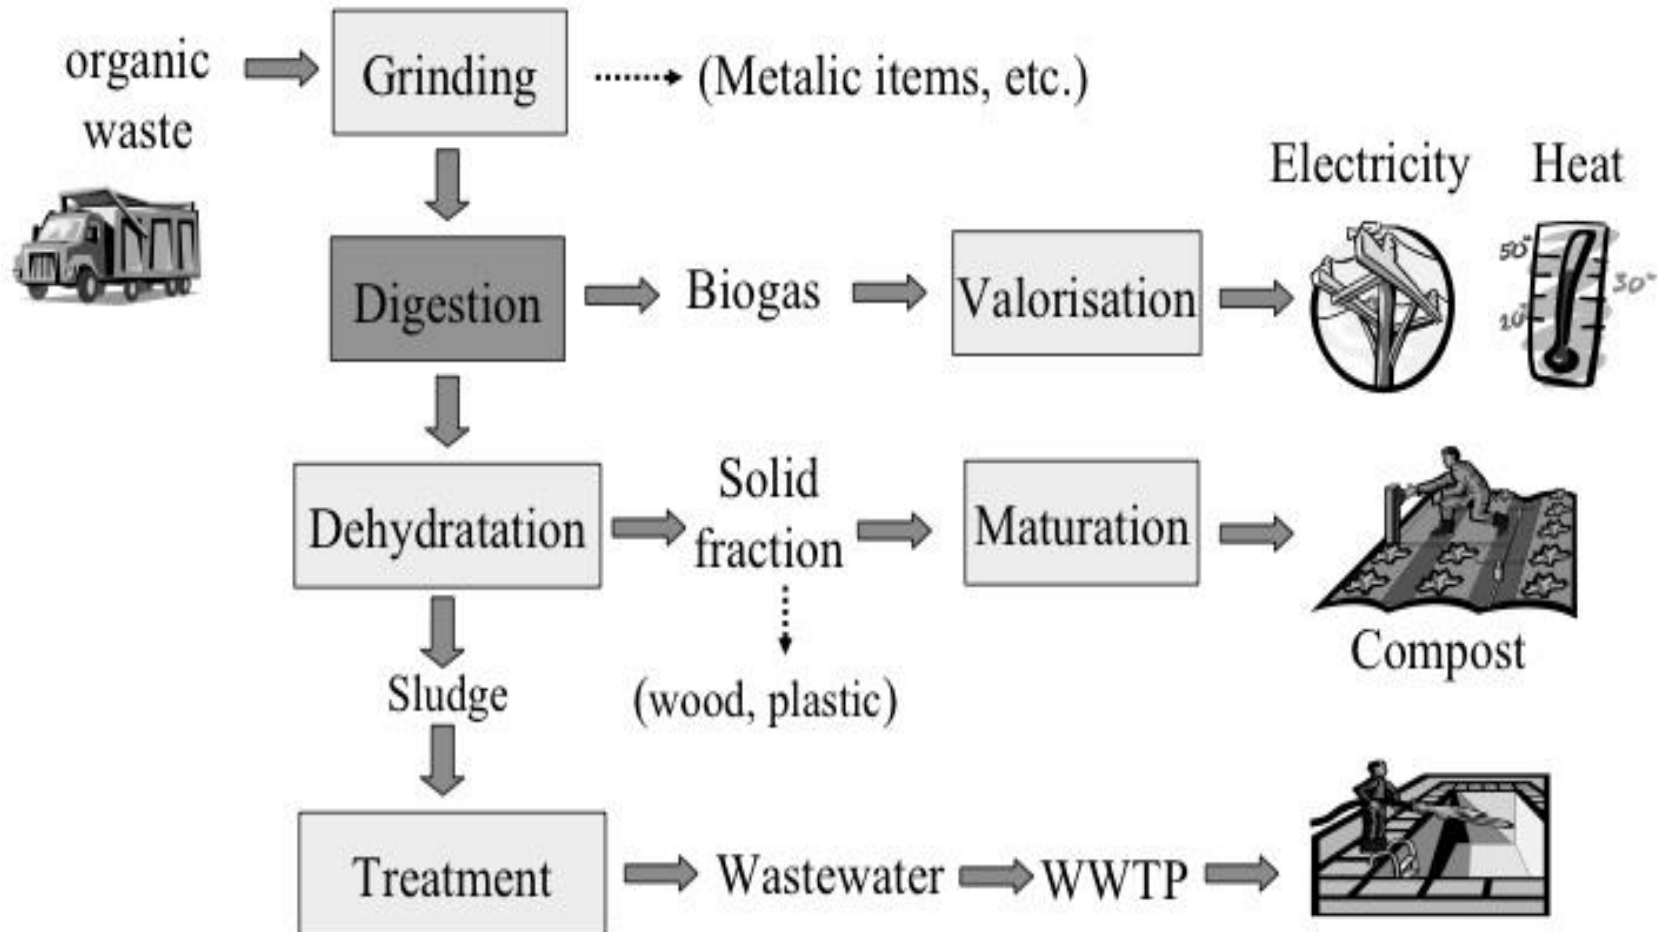 organic
waste
Grinding
(Metalic items, etc.)
Electricity
Heat
50°
30°
Digestion
Biogas
Valorisation
Dehydratation
Solid
fraction
Maturation
Compost
Sludge
(wood, plastic)
Treatment
Wastewater
WWTP